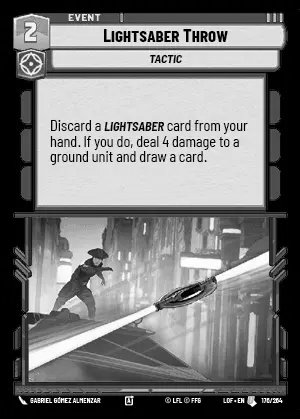 EVENT
2
LIGHTSABER THROW
TACTIC
Discard a LIGHTSABER card from your
hand. If you do, deal 4 damage to a
ground unit and draw a card.
GABRIEL GÓMEZ ALMENZAR
© LFL © FFG
LOF • EN
176/264